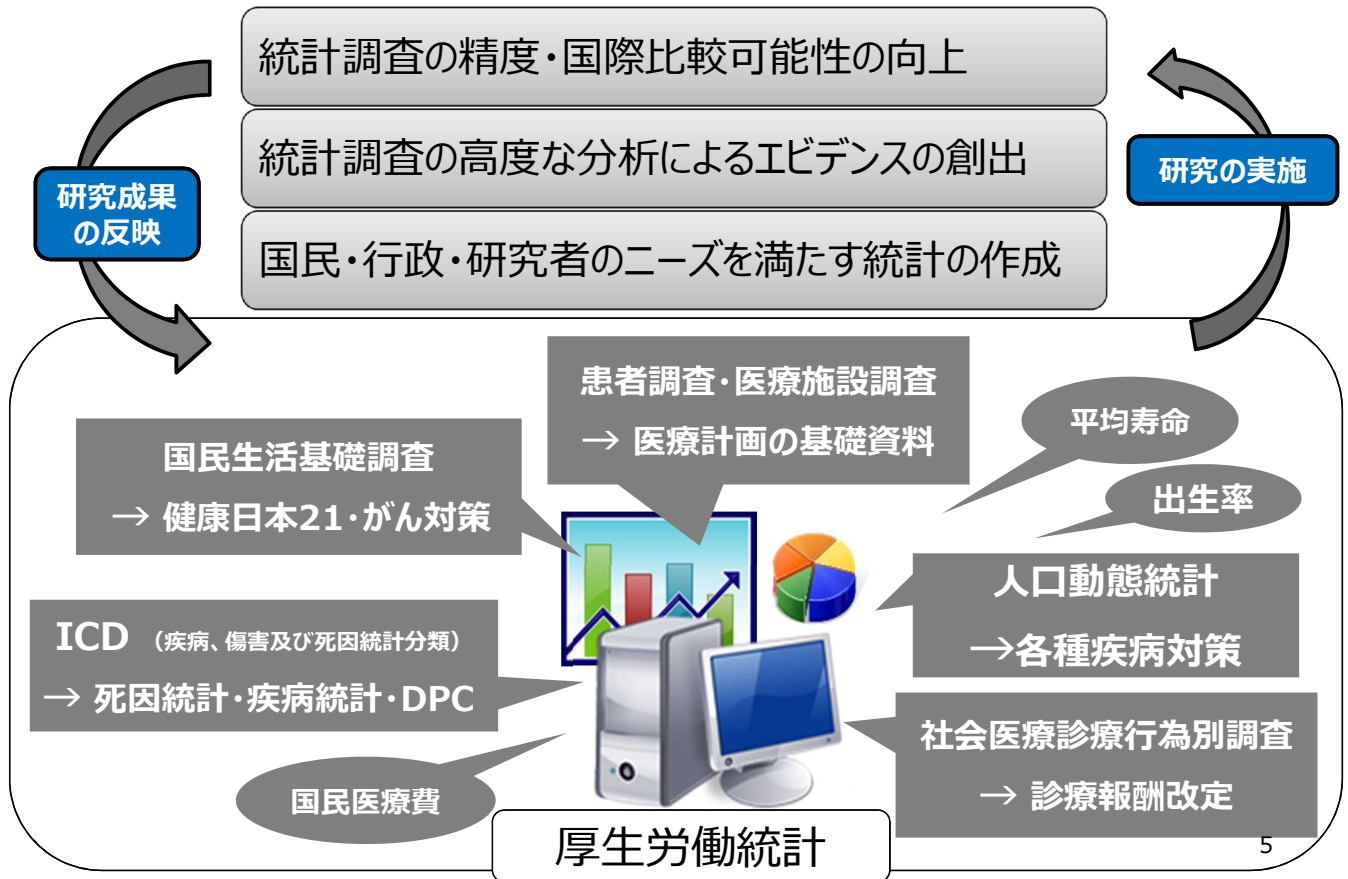 統計調査の精度・国際比較可能性の向上
統計調査の高度な分析によるエビデンスの創出
国民・行政・研究者のニーズを満たす統計の作成
研究成果
の反映
研究の実施
患者調査・医療施設調査
→ 医療計画の基礎資料
平均寿命
国民生活基礎調査
→ 健康日本21・がん対策
出生率
人口動態統計
→各種疾病対策
ICD （疾病、傷害及び死因統計分類）
→ 死因統計・疾病統計・DPC
社会医療診療行為別調査
→ 診療報酬改定
国民医療費
厚生労働統計
5